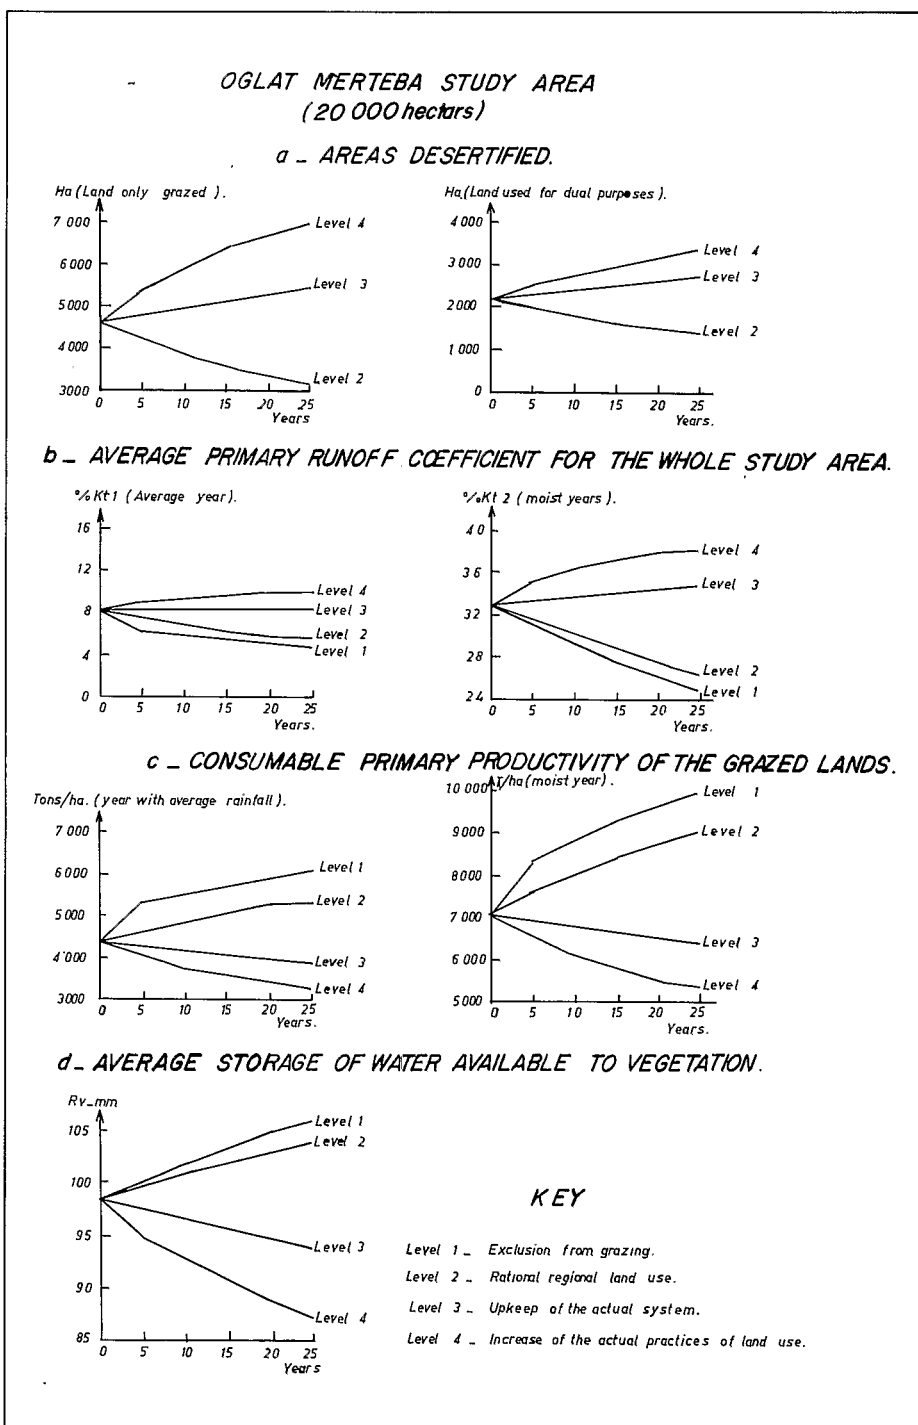 OGLAT MERTEBA STUDY AREA
(20 000 hectars)
a _ AREAS DESERTIFIED.
Ha (Land only grazed).
7 000
6 000
5 000
4 000
3000
Level 4
Level 3
Level 2
0 5 10 15 20 25
Years
Ha.(Land used for dual purposes).
4 000
3 000
2 000
1 000
0
Level 4
Level 3
Level 2
0 5 10 15 20 25
Years.
b _ AVERAGE PRIMARY RUNOFF COEFFICIENT FOR THE WHOLE STUDY AREA.
% Kt 1 (Average year).
16
12
8
4
0
Level 4
Level 3
Level 2
Level 1
0 5 10 15 20 25
Years.
% Kt 2 (moist years).
40
36
32
28
24
Level 4
Level 3
Level 2
Level 1
0 5 10 15 20 25
Years.
c _ CONSUMABLE PRIMARY PRODUCTIVITY OF THE GRAZED LANDS.
Tons/ha. (year with average rainfall).
7 000
6 000
5 000
4 000
3000
Level 1
Level 2
Level 3
Level 4
0 5 10 15 20 25
Years.
T/ha (moist year).
10 000
9000
8 000
7 000
6 000
5 000
Level 1
Level 2
Level 3
Level 4
0 5 10 15 20 25
Years.
d _ AVERAGE STORAGE OF WATER AVAILABLE TO VEGETATION.
Rv_mm
105
100
95
90
85
Level 1
Level 2
Level 3
Level 4
0 5 10 15 20 25
Years
KEY
Level 1 _ Exclusion from grazing.
Level 2 _ Rational regional land use.
Level 3 _ Upkeep of the actual system.
Level 4 _ Increase of the actual practices of land use.